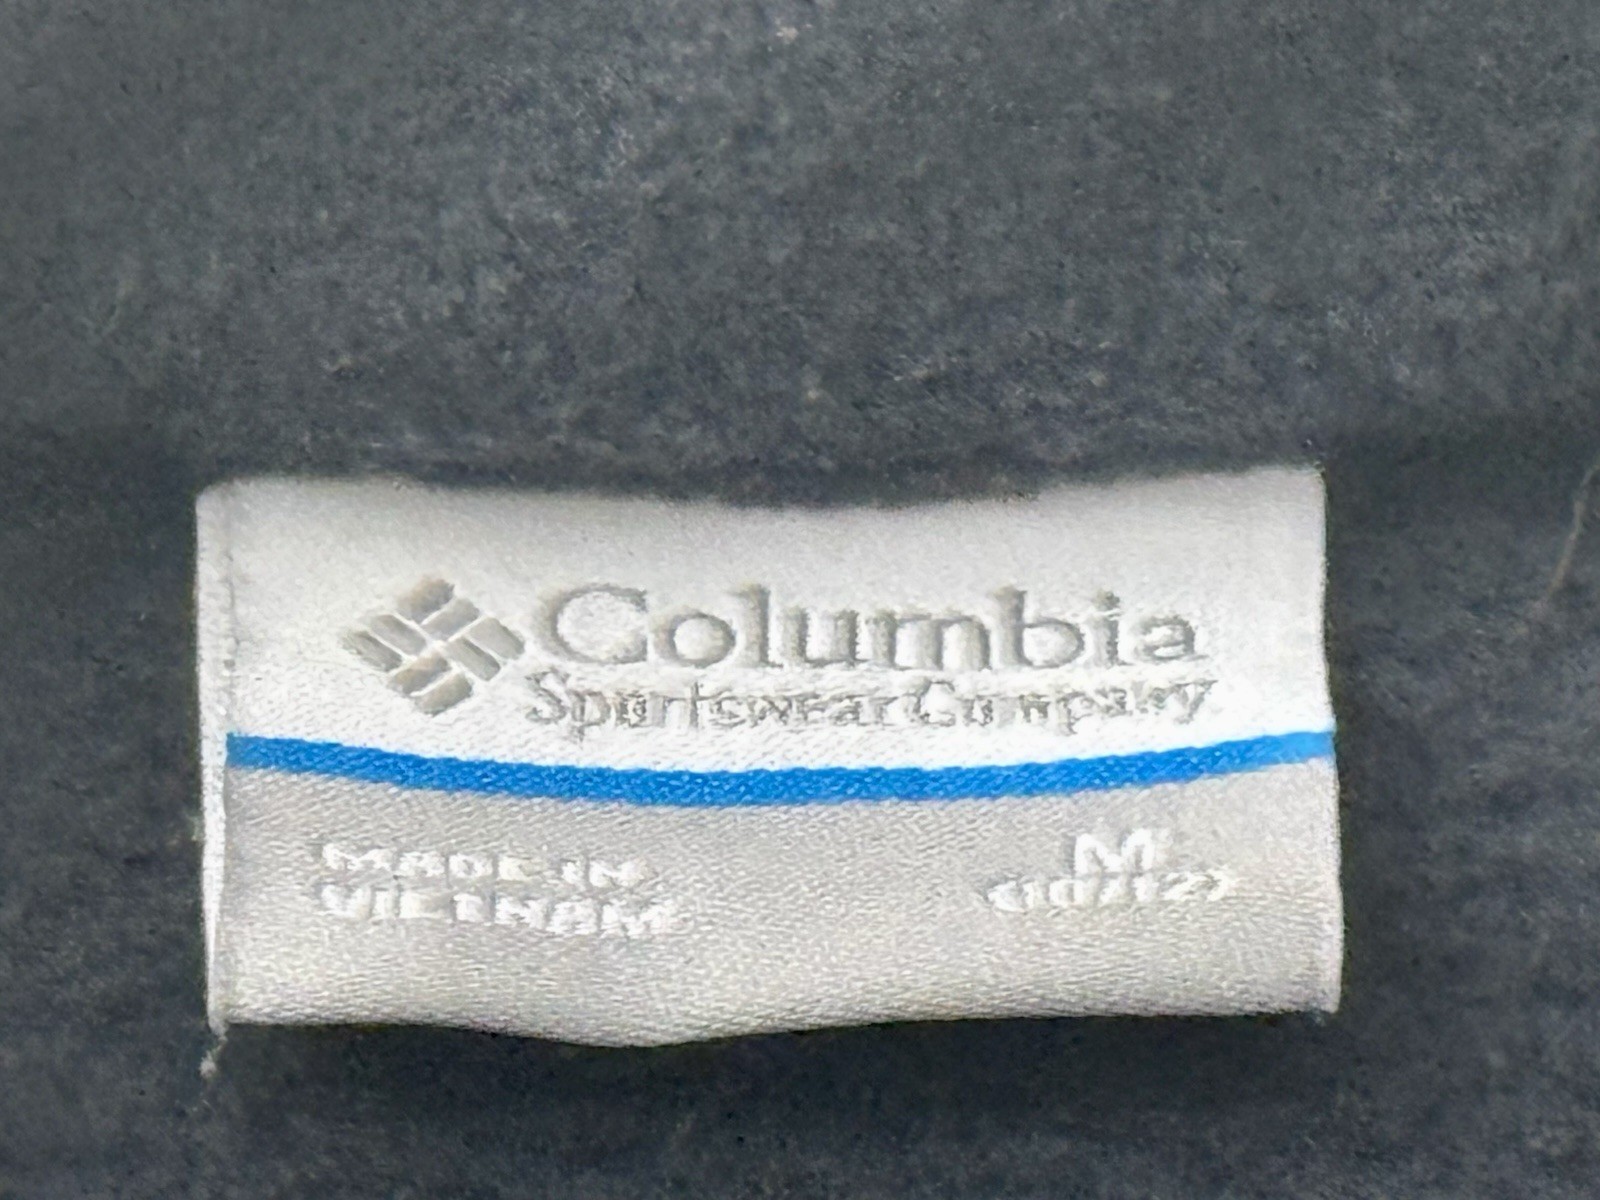 Columbia
Sportswear Company
MADE IN
VIETNAM
M
(10/12)